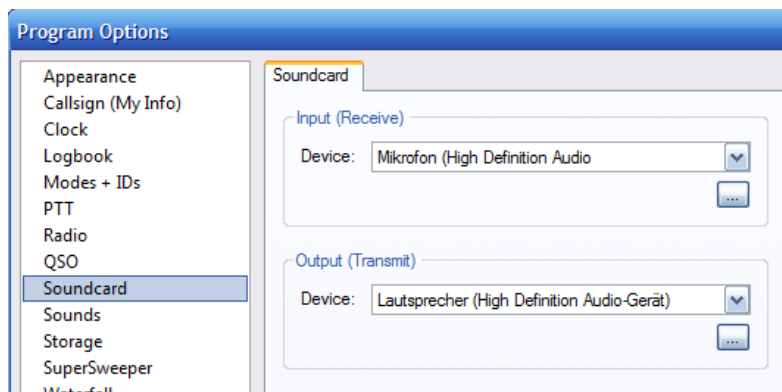 Program Options
Appearance
Callsign (My Info)
Clock
Logbook
Modes + IDs
PTT
Radio
QSO
Soundcard
Sounds
Storage
SuperSweeper
Soundcard
Input (Receive)
Device: Mikrofon (High Definition Audio
...
Output (Transmit)
Device: Lautsprecher (High Definition Audio-Gerät)
...